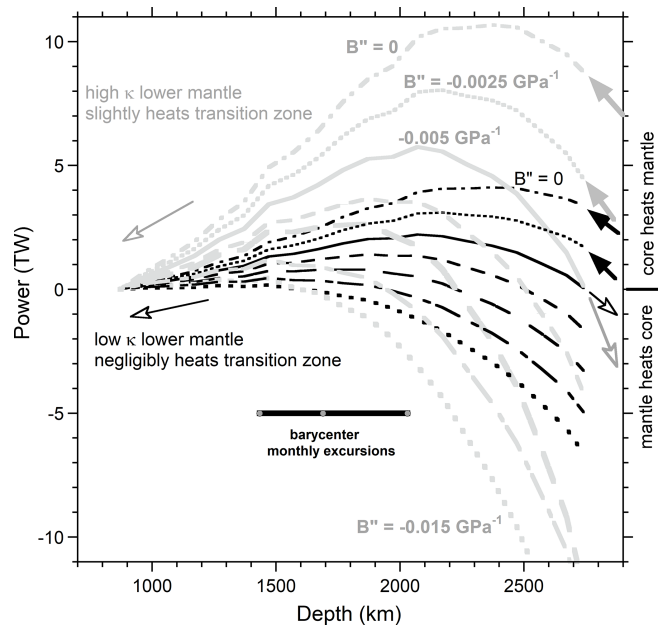 10
5
0
-5
-10
Power (TW)
B" = 0
B" = -0.0025 GPa-1
-0.005 GPa-1
B" = 0
high κ lower mantle
slightly heats transition zone
low κ lower mantle
negligibly heats transition zone
barycenter
monthly excursions
B" = -0.015 GPa-1
core heats mantle
mantle heats core
1000 1500 2000 2500
Depth (km)